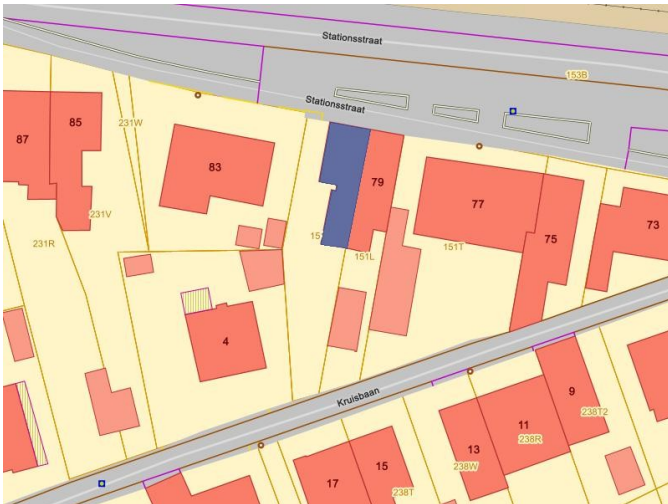 Stationsstraat
153B
Stationsstraat
87
85
231W
83
79
77
73
231V
231R
151L
151T
75
4
Kruisbaan
9
238T2
11
238R
13
238W
17
15
238T